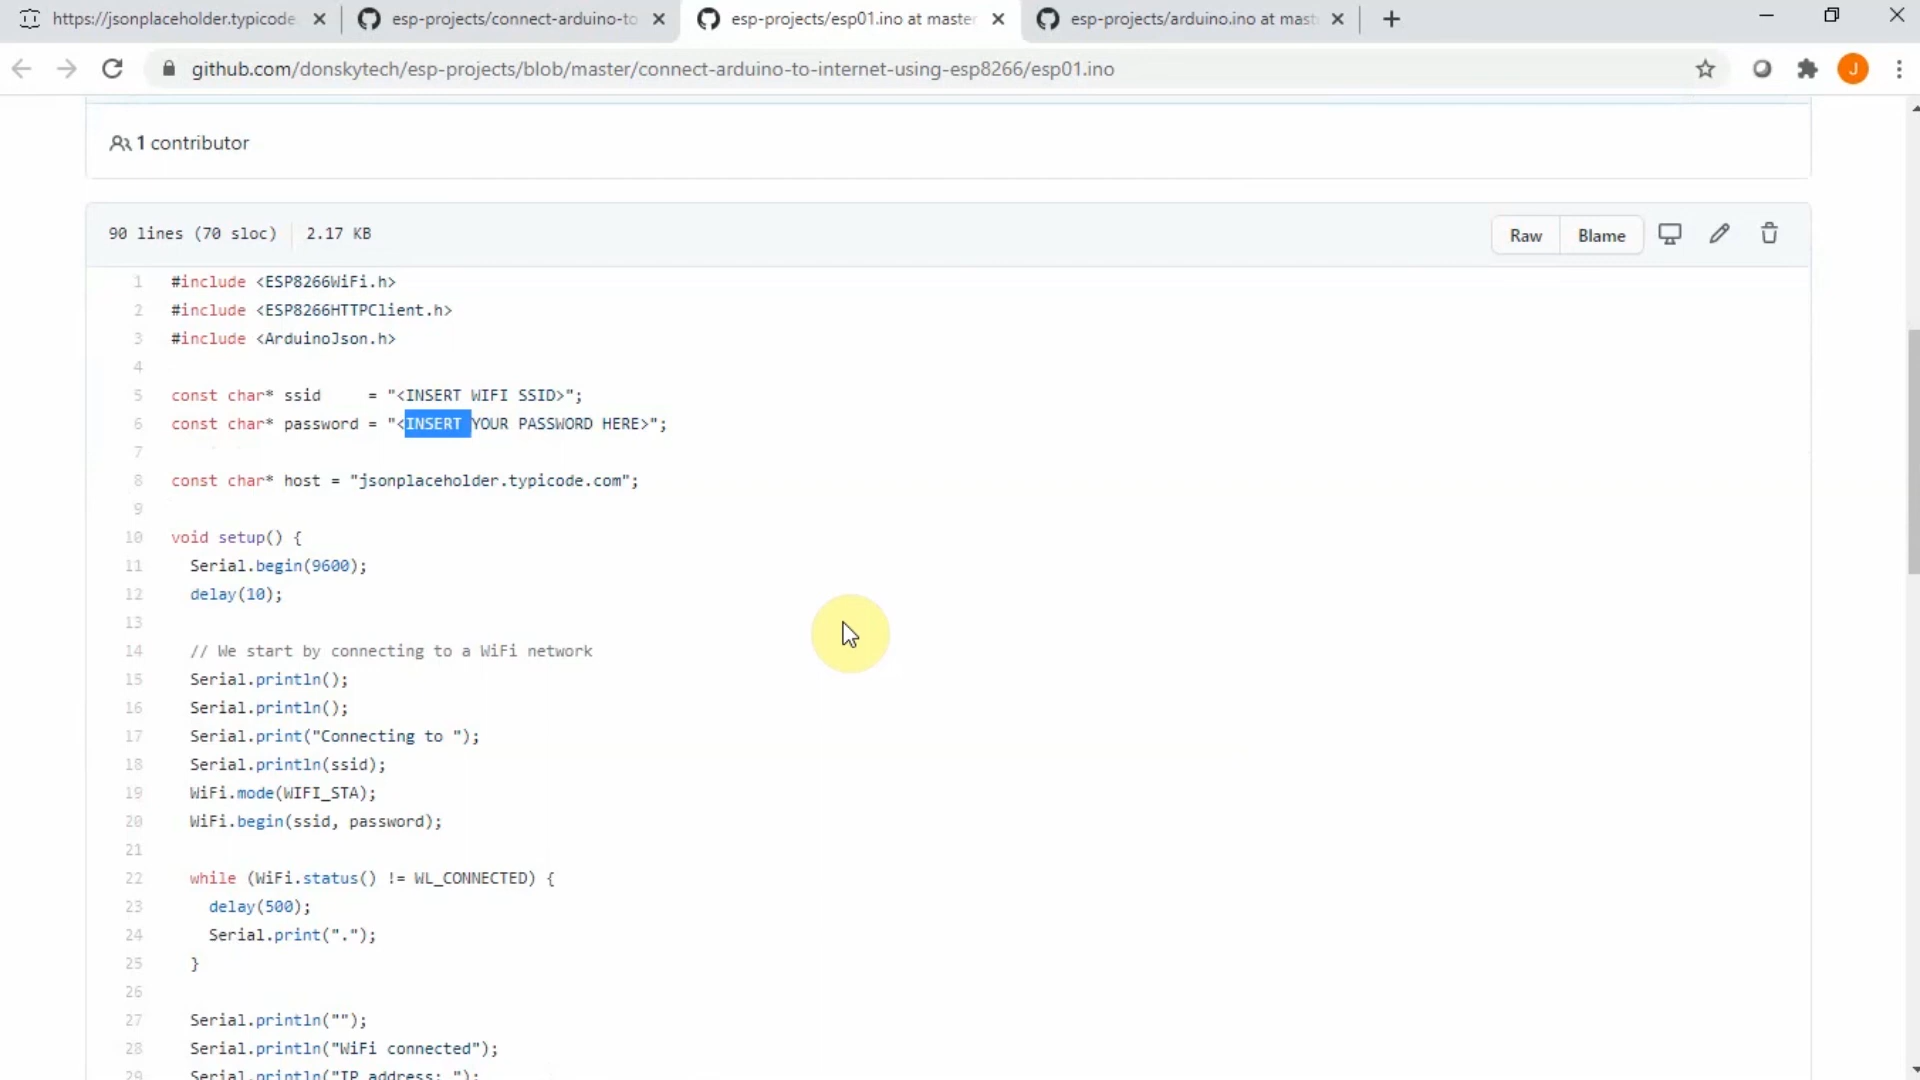 https://jsonplaceholder.typicode
esp-projects/connect-arduino-to
esp-projects/esp01.ino at master
esp-projects/arduino.ino at mast
github.com/donskytech/esp-projects/blob/master/connect-arduino-to-internet-using-esp8266/esp01.ino
J
1 contributor
90 lines (70 sloc) 2.17 KB
Raw Blame
1 #include <ESP8266WiFi.h>
2 #include <ESP8266HTTPClient.h>
3 #include <ArduinoJson.h>
4
5 const char* ssid     = "<INSERT WIFI SSID>";
6 const char* password = "<INSERT YOUR PASSWORD HERE>";
7
8 const char* host = "jsonplaceholder.typicode.com";
9
10 void setup() {
11   Serial.begin(9600);
12   delay(10);
13
14   // We start by connecting to a WiFi network
15   Serial.println();
16   Serial.println();
17   Serial.print("Connecting to ");
18   Serial.println(ssid);
19   WiFi.mode(WIFI_STA);
20   WiFi.begin(ssid, password);
21
22   while (WiFi.status() != WL_CONNECTED) {
23     delay(500);
24     Serial.print(".");
25   }
26
27   Serial.println("");
28   Serial.println("WiFi connected");
29   Serial.println("IP address: ");